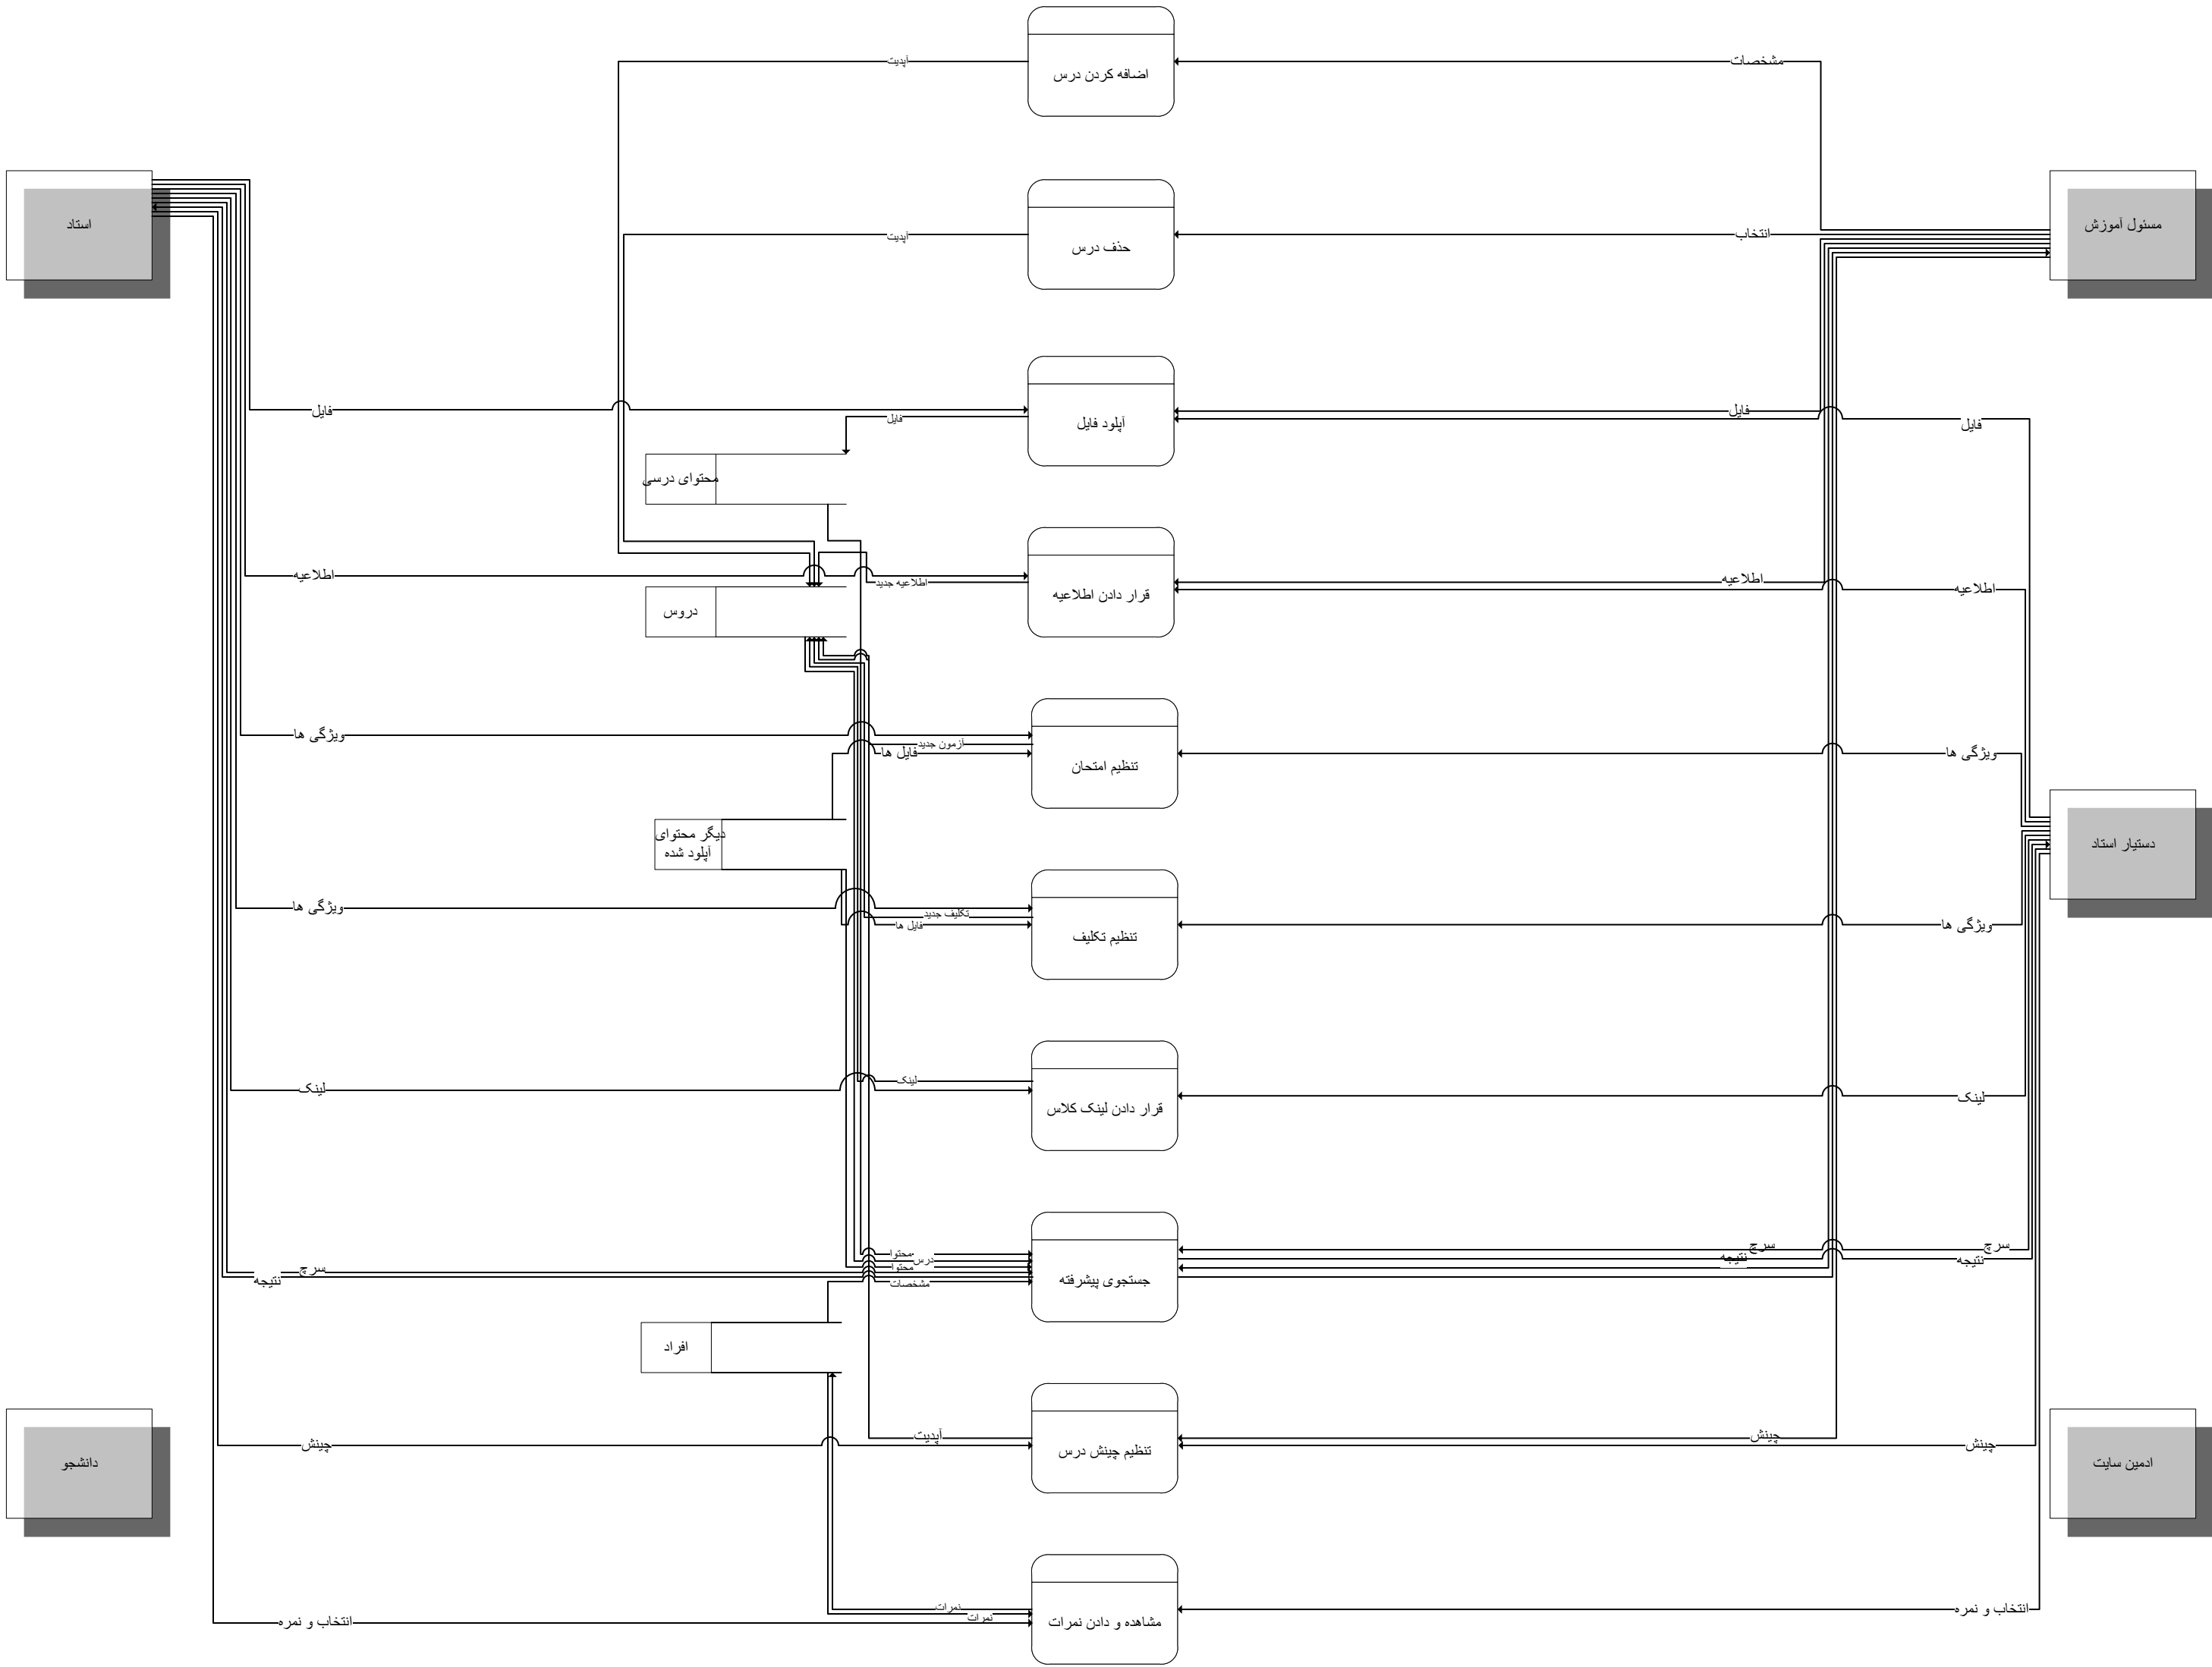 اضافه کردن درس
آپدیت
مشخصات
استاد
مسئول آموزش
حذف درس
آپدیت
انتخاب
آپلود فایل
فایل
فایل
فایل
فایل
محتوای درسی
قرار دادن اطلاعیه
اطلاعیه
اطلاعیه جدید
اطلاعیه
اطلاعیه
دروس
ویژگی ها
آزمون جدید
فایل ها
تنظیم امتحان
ویژگی ها
دیگر محتوای
آپلود شده
دستیار استاد
ویژگی ها
تکلیف جدید
فایل ها
تنظیم تکلیف
ویژگی ها
لینک
لینک
قرار دادن لینک کلاس
لینک
محتوا
درس
محتوا
مشخصات
سرچ
نتیجه
جستجوی پیشرفته
سرچ
نتیجه
سرچ
نتیجه
افراد
دانشجو
چینش
آپدیت
تنظیم چینش درس
چینش
چینش
ادمین سایت
نمرات
نمرات
انتخاب و نمره
مشاهده و دادن نمرات
انتخاب و نمره